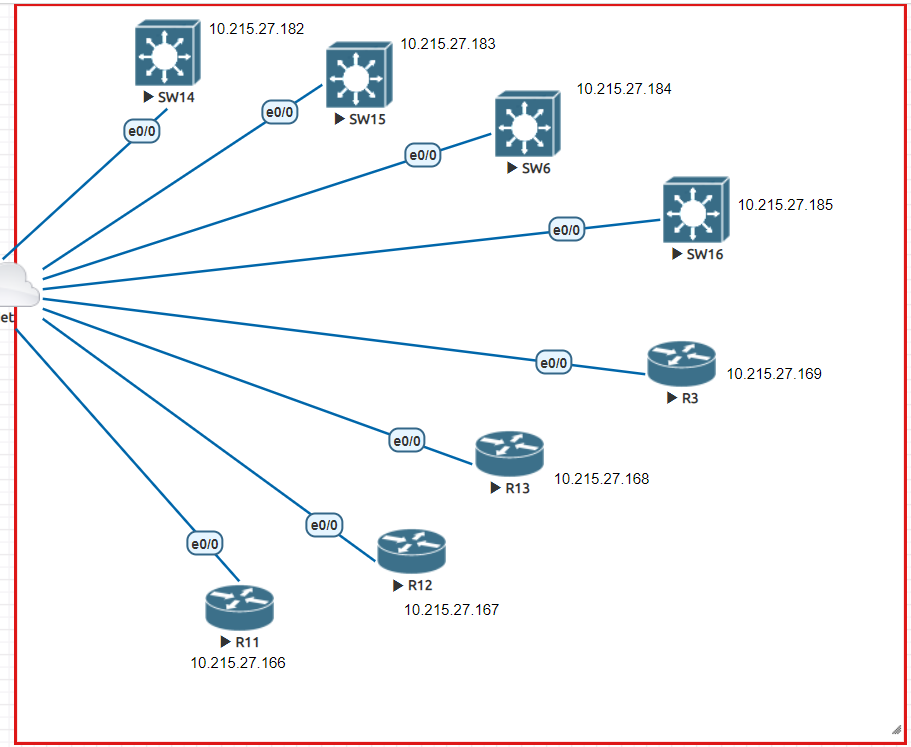 10.215.27.182
SW14
e0/0
10.215.27.183
SW15
e0/0
10.215.27.184
SW6
e0/0
10.215.27.185
SW16
e0/0
et
e0/0
R3
10.215.27.169
e0/0
R13
10.215.27.168
e0/0
R12
10.215.27.167
e0/0
R11
10.215.27.166